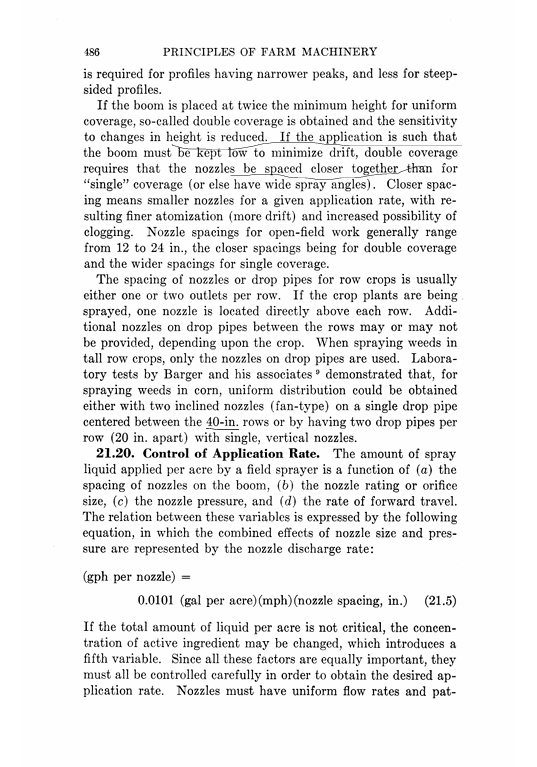 486 PRINCIPLES OF FARM MACHINERY
is required for profiles having narrower peaks, and less for steep-
sided profiles.
If the boom is placed at twice the minimum height for uniform
coverage, so-called double coverage is obtained and the sensitivity
to changes in height is reduced. If the application is such that
the boom must be kept low to minimize drift, double coverage
requires that the nozzles be spaced closer together than for
“single” coverage (or else have wide spray angles). Closer spac-
ing means smaller nozzles for a given application rate, with re-
sulting finer atomization (more drift) and increased possibility of
clogging. Nozzle spacings for open-field work generally range
from 12 to 24 in., the closer spacings being for double coverage
and the wider spacings for single coverage.
The spacing of nozzles or drop pipes for row crops is usually
either one or two outlets per row. If the crop plants are being
sprayed, one nozzle is located directly above each row. Addi-
tional nozzles on drop pipes between the rows may or may not
be provided, depending upon the crop. When spraying weeds in
tall row crops, only the nozzles on drop pipes are used. Labora-
tory tests by Barger and his associates ⁹ demonstrated that, for
spraying weeds in corn, uniform distribution could be obtained
either with two inclined nozzles (fan-type) on a single drop pipe
centered between the 40-in. rows or by having two drop pipes per
row (20 in. apart) with single, vertical nozzles.
21.20. Control of Application Rate. The amount of spray
liquid applied per acre by a field sprayer is a function of (a) the
spacing of nozzles on the boom, (b) the nozzle rating or orifice
size, (c) the nozzle pressure, and (d) the rate of forward travel.
The relation between these variables is expressed by the following
equation, in which the combined effects of nozzle size and pres-
sure are represented by the nozzle discharge rate:
(gph per nozzle) =
0.0101 (gal per acre)(mph)(nozzle spacing, in.) (21.5)
If the total amount of liquid per acre is not critical, the concen-
tration of active ingredient may be changed, which introduces a
fifth variable. Since all these factors are equally important, they
must all be controlled carefully in order to obtain the desired ap-
plication rate. Nozzles must have uniform flow rates and pat-